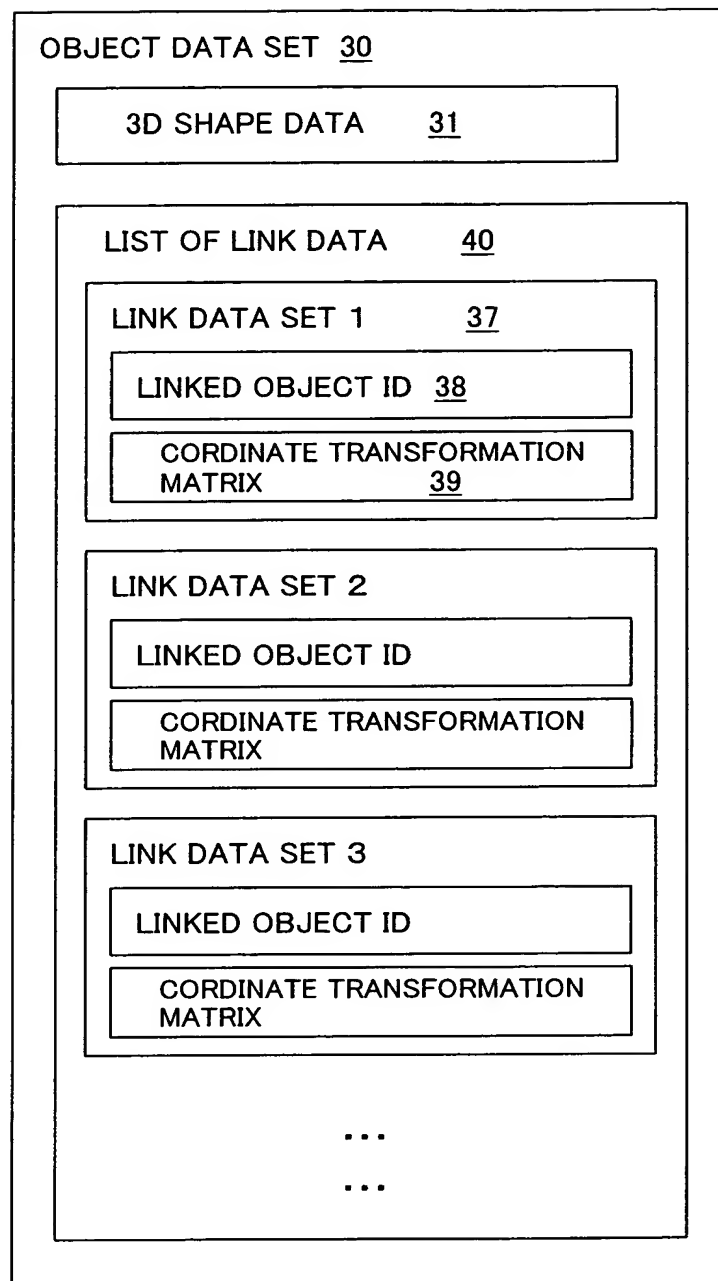 OBJECT DATA SET 30
3D SHAPE DATA 31
LIST OF LINK DATA 40
LINK DATA SET 1 37
LINKED OBJECT ID 38
CORDINATE TRANSFORMATION
MATRIX 39
LINK DATA SET 2
LINKED OBJECT ID
CORDINATE TRANSFORMATION
MATRIX
LINK DATA SET 3
LINKED OBJECT ID
CORDINATE TRANSFORMATION
MATRIX
...
...